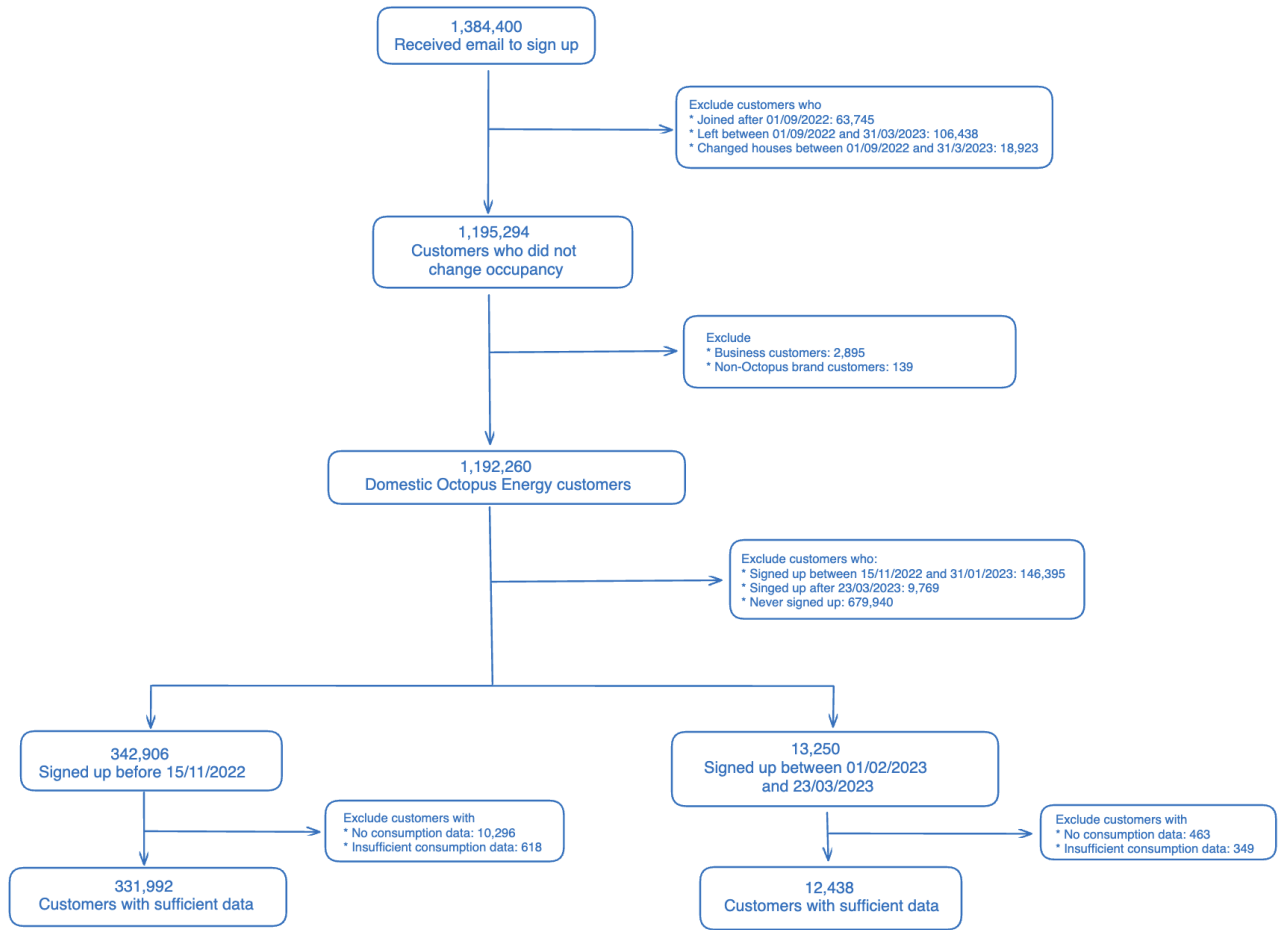 1,384,400
Received email to sign up
Exclude customers who
* Joined after 01/09/2022: 63,745
* Left between 01/09/2022 and 31/03/2023: 106,438
* Changed houses between 01/09/2022 and 31/3/2023: 18,923
1,195,294
Customers who did not
change occupancy
Exclude
* Business customers: 2,895
* Non-Octopus brand customers: 139
1,192,260
Domestic Octopus Energy customers
Exclude customers who:
* Signed up between 15/11/2022 and 31/01/2023: 146,395
* Singed up after 23/03/2023: 9,769
* Never signed up: 679,940
342,906
Signed up before 15/11/2022
13,250
Signed up between 01/02/2023
and 23/03/2023
Exclude customers with
* No consumption data: 10,296
* Insufficient consumption data: 618
Exclude customers with
* No consumption data: 463
* Insufficient consumption data: 349
331,992
Customers with sufficient data
12,438
Customers with sufficient data